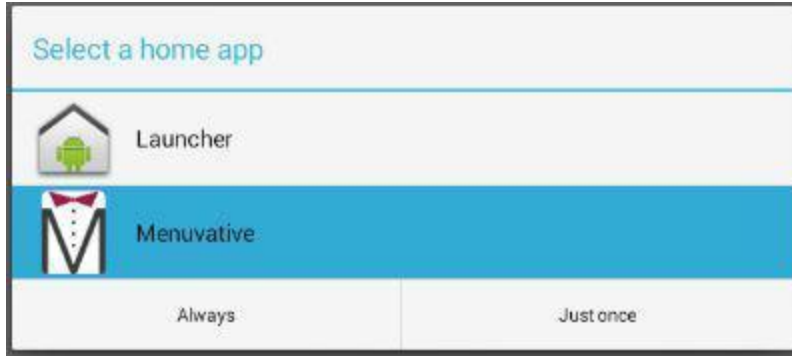 Select a home app
Launcher
Menuvative
Always
Just once